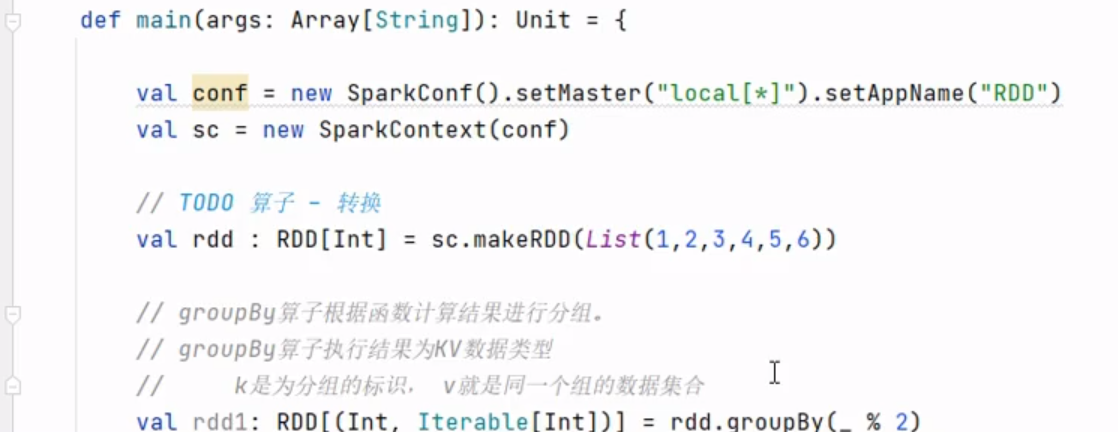 def main(args: Array[String]): Unit = {
val conf = new SparkConf().setMaster("local[*]").setAppName("RDD")
val sc = new SparkContext(conf)
// TODO 算子 - 转换
val rdd : RDD[Int] = sc.makeRDD(List(1,2,3,4,5,6))
// groupBy算子根据函数计算结果进行分组。
// groupBy算子执行结果为KV数据类型
// k是为分组的标识， v就是同一个组的数据集合
val rdd1: RDD[(Int, Iterable[Int])] = rdd.groupBy(_ % 2)